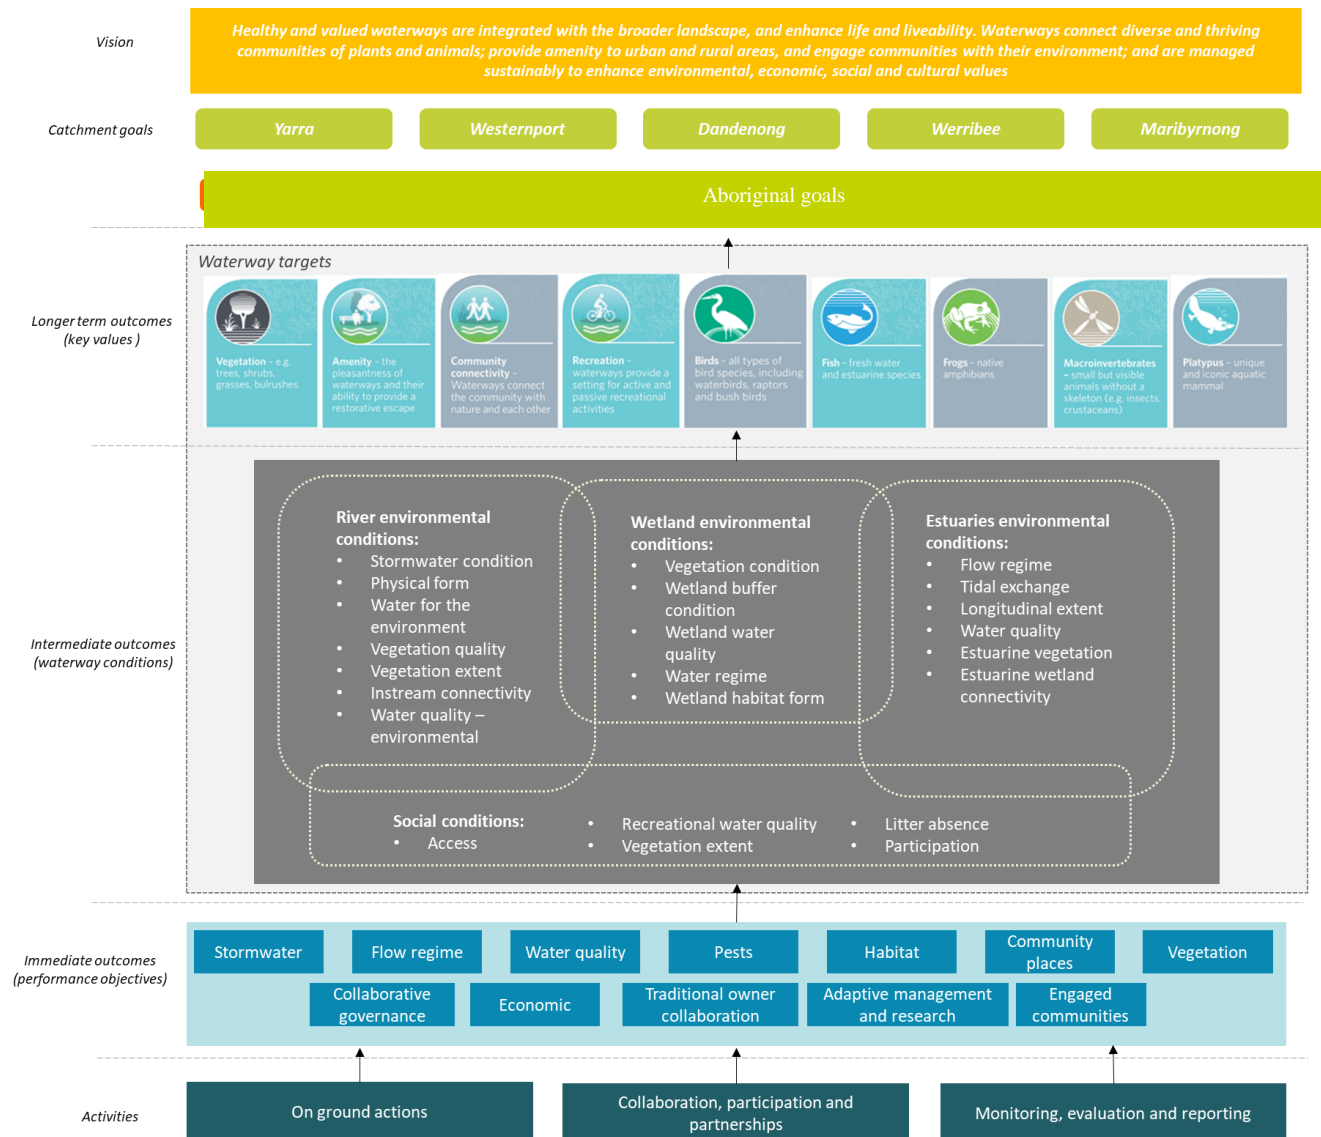 Vision
Healthy and valued waterways are integrated with the broader landscape, and enhance life and liveability. Waterways connect diverse and thriving
communities of plants and animals; provide amenity to urban and rural areas, and engage communities with their environment; and are managed
sustainably to enhance environmental, economic, social and cultural values
Catchment goals
Yarra
Westernport
Dandenong
Werribee
Maribyrnong
Aboriginal goals
Waterway targets
Longer term outcomes
(key values )
Vegetation – e.g.
trees, shrubs,
grasses, bulrushes.
Amenity – the
pleasantness of
waterways and their
ability to provide a
restorative escape
Community
connectivity –
Waterways connect
the community with
nature and each other
Recreation –
waterways provide a
setting for active and
passive recreational
activities
Birds – all types of
bird species, including
waterbirds, raptors
and bush birds
Fish – fresh water
and estuarine species
Frogs – native
amphibians
Macroinvertebrates
– small but visible
animals without a
skeleton (e.g. insects,
crustaceans)
Platypus – unique
and iconic aquatic
mammal
Intermediate outcomes
(waterway conditions)
River environmental
conditions:
• Stormwater condition
• Physical form
• Water for the
environment
• Vegetation quality
• Vegetation extent
• Instream connectivity
• Water quality –
environmental
Wetland environmental
conditions:
• Vegetation condition
• Wetland buffer
condition
• Wetland water
quality
• Water regime
• Wetland habitat form
Estuaries environmental
conditions:
• Flow regime
• Tidal exchange
• Longitudinal extent
• Water quality
• Estuarine vegetation
• Estuarine wetland
connectivity
Social conditions:
• Access
• Recreational water quality
• Vegetation extent
• Litter absence
• Participation
Immediate outcomes
(performance objectives)
Stormwater
Flow regime
Water quality
Pests
Habitat
Community
places
Vegetation
Collaborative
governance
Economic
Traditional owner
collaboration
Adaptive management
and research
Engaged
communities
Activities
On ground actions
Collaboration, participation and
partnerships
Monitoring, evaluation and reporting